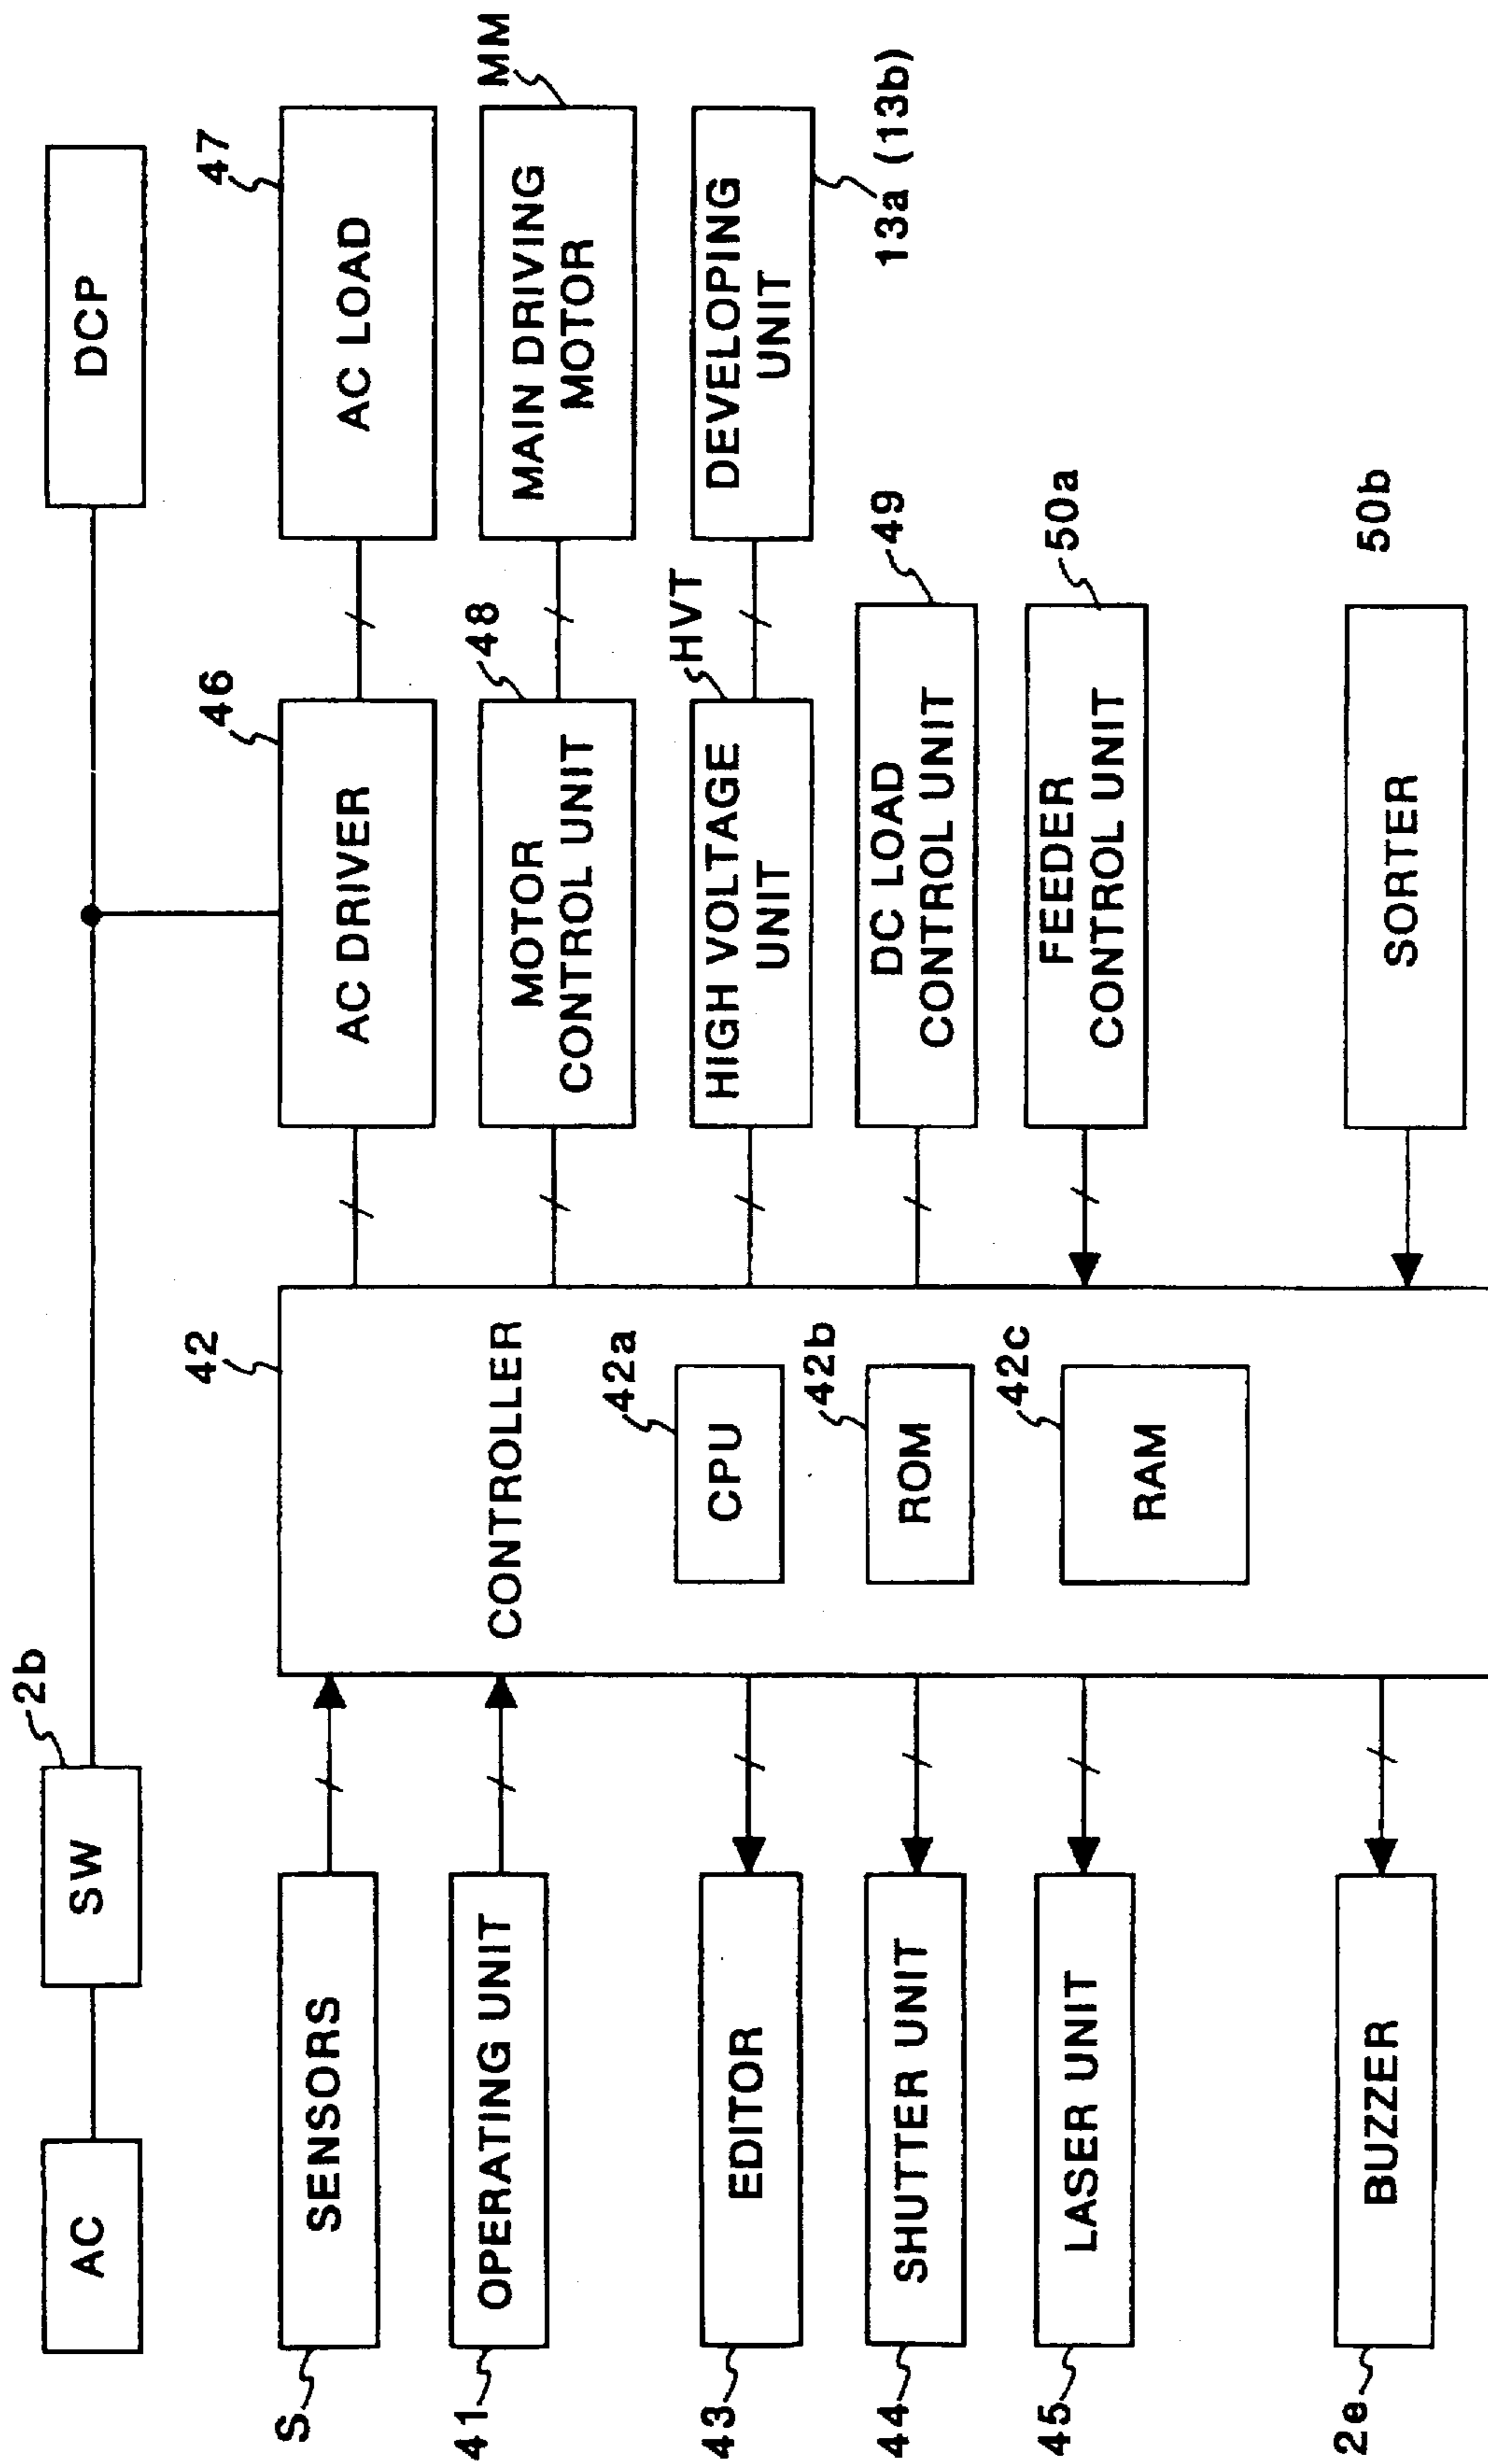 AC
SW
2b
DCP
S
SENSORS
41
OPERATING UNIT
43
EDITOR
44
SHUTTER UNIT
45
LASER UNIT
2e
BUZZER
42
CONTROLLER
42a
CPU
42b
ROM
42c
RAM
46
AC DRIVER
47
AC LOAD
48
MOTOR
CONTROL UNIT
MM
MAIN DRIVING
MOTOR
HVT
HIGH VOLTAGE
UNIT
DEVELOPING
UNIT
13a (13b)
49
DC LOAD
CONTROL UNIT
50a
FEEDER
CONTROL UNIT
50b
SORTER